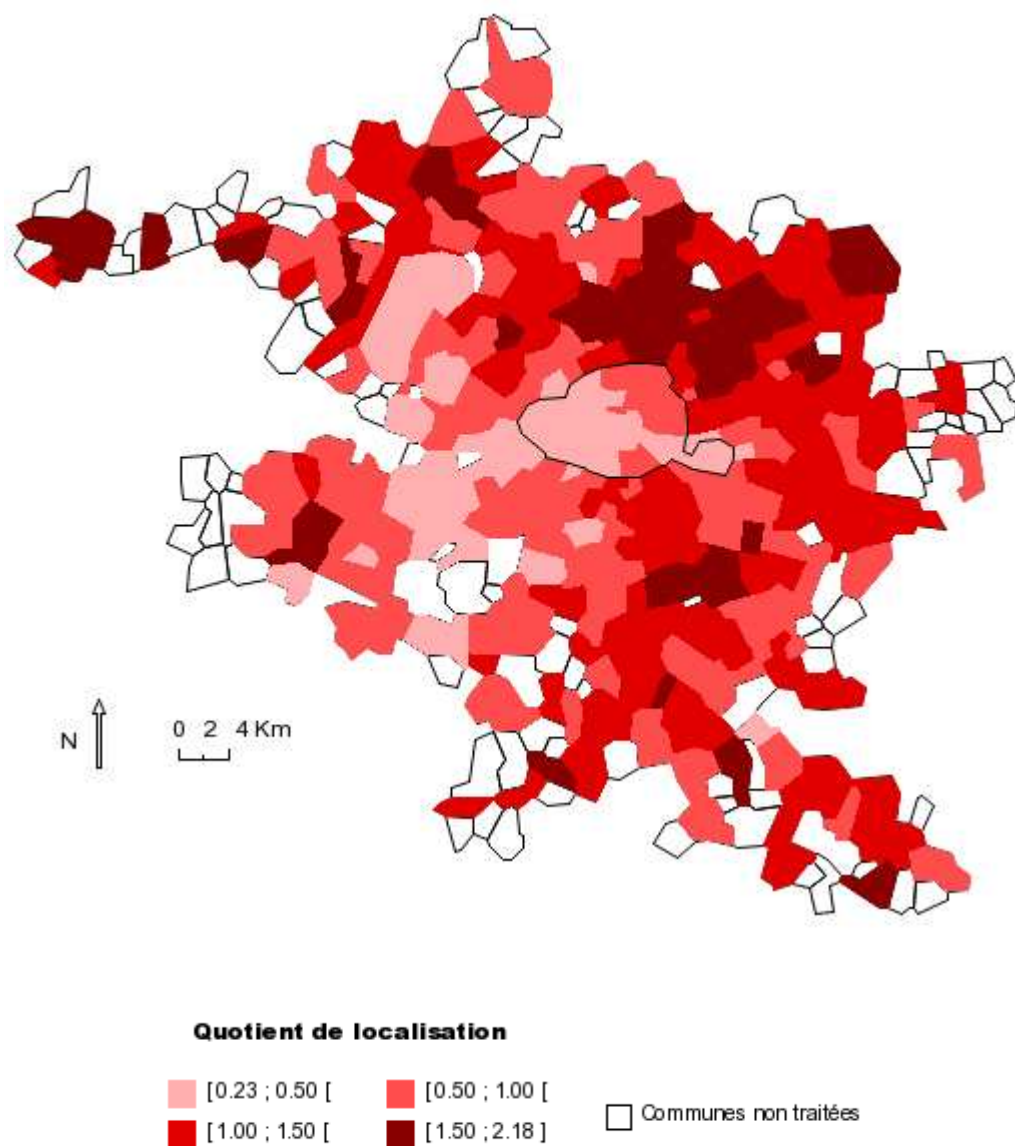 N
0 2 4 Km
Quotient de localisation
[0.23 ; 0.50 [ [0.50 ; 1.00 [
[1.00 ; 1.50 [ [1.50 ; 2.18 ]
Communes non traitées